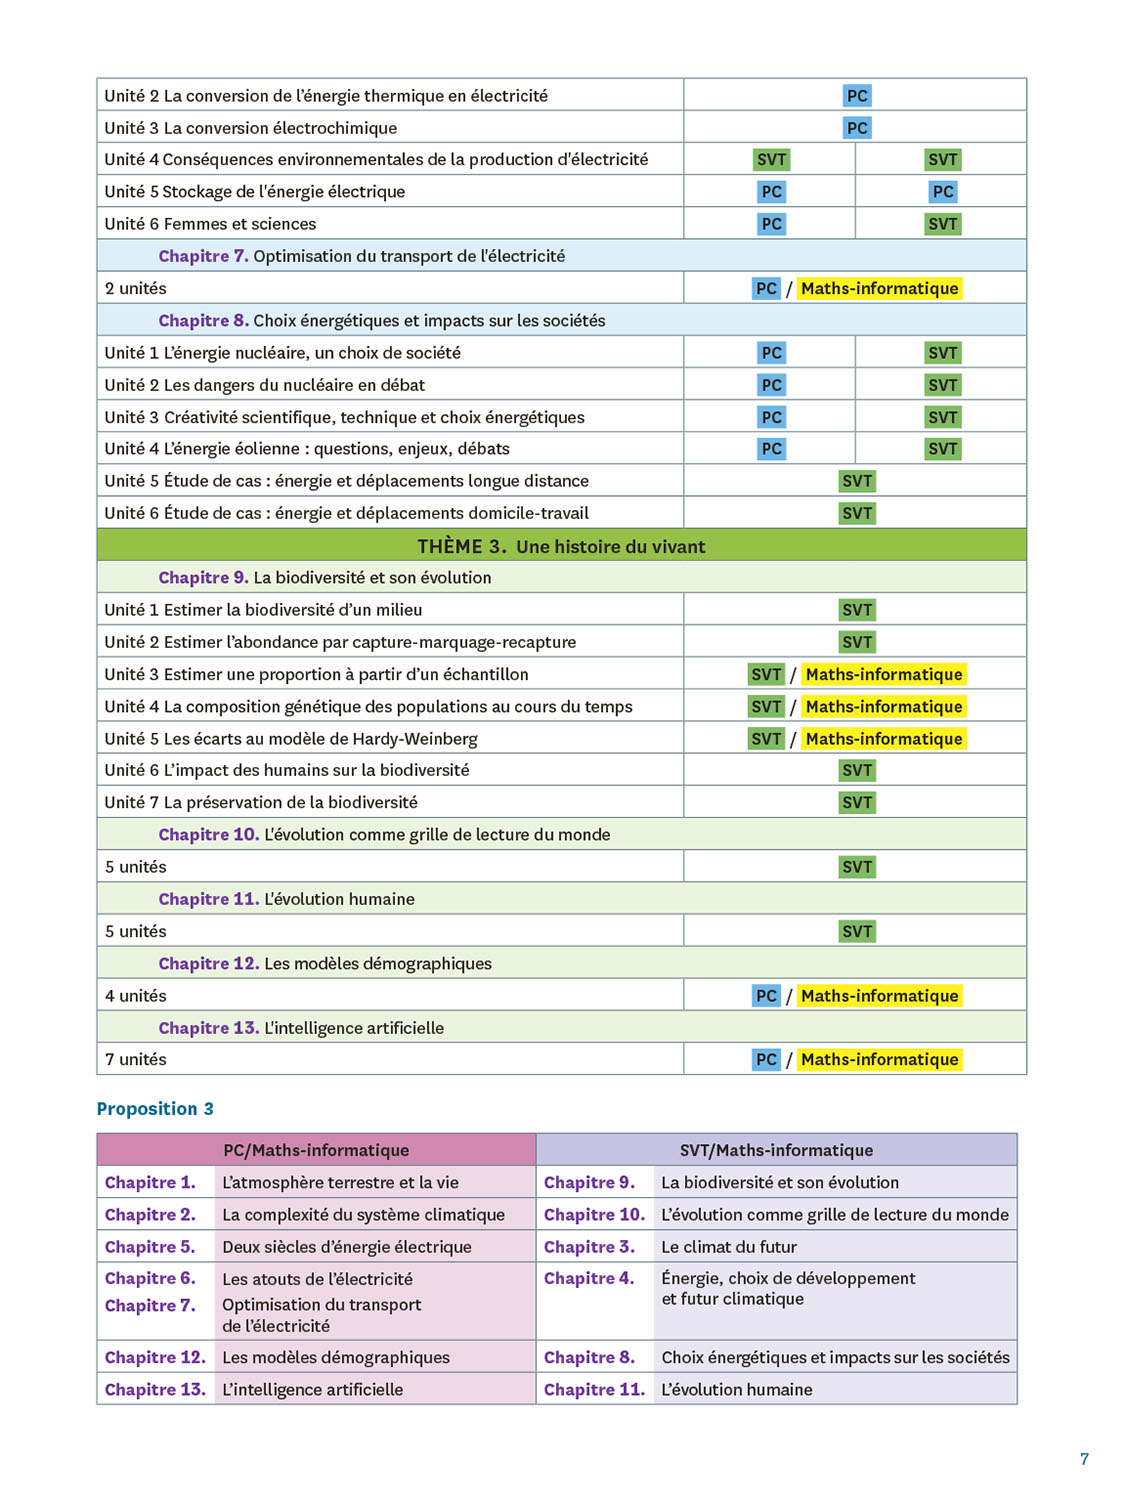 Unité 2 La conversion de l’énergie thermique en électricité PC
Unité 3 La conversion électrochimique PC
Unité 4 Conséquences environnementales de la production d'électricité SVT SVT
Unité 5 Stockage de l'énergie électrique PC PC
Unité 6 Femmes et sciences PC SVT
Chapitre 7. Optimisation du transport de l'électricité
2 unités PC / Maths-informatique
Chapitre 8. Choix énergétiques et impacts sur les sociétés
Unité 1 L’énergie nucléaire, un choix de société PC SVT
Unité 2 Les dangers du nucléaire en débat PC SVT
Unité 3 Créativité scientifique, technique et choix énergétiques PC SVT
Unité 4 L’énergie éolienne : questions, enjeux, débats PC SVT
Unité 5 Étude de cas : énergie et déplacements longue distance SVT
Unité 6 Étude de cas : énergie et déplacements domicile-travail SVT
THÈME 3. Une histoire du vivant
Chapitre 9. La biodiversité et son évolution
Unité 1 Estimer la biodiversité d’un milieu SVT
Unité 2 Estimer l’abondance par capture-marquage-recapture SVT
Unité 3 Estimer une proportion à partir d’un échantillon SVT / Maths-informatique
Unité 4 La composition génétique des populations au cours du temps SVT / Maths-informatique
Unité 5 Les écarts au modèle de Hardy-Weinberg SVT / Maths-informatique
Unité 6 L’impact des humains sur la biodiversité SVT
Unité 7 La préservation de la biodiversité SVT
Chapitre 10. L'évolution comme grille de lecture du monde
5 unités SVT
Chapitre 11. L'évolution humaine
5 unités SVT
Chapitre 12. Les modèles démographiques
4 unités PC / Maths-informatique
Chapitre 13. L'intelligence artificielle
7 unités PC / Maths-informatique
Proposition 3
PC/Maths-informatique SVT/Maths-informatique
Chapitre 1. L’atmosphère terrestre et la vie Chapitre 9. La biodiversité et son évolution
Chapitre 2. La complexité du système climatique Chapitre 10. L’évolution comme grille de lecture du monde
Chapitre 5. Deux siècles d’énergie électrique Chapitre 3. Le climat du futur
Chapitre 6. Les atouts de l’électricité Chapitre 4. Énergie, choix de développement
et futur climatique
Chapitre 7. Optimisation du transport
de l’électricité
Chapitre 12. Les modèles démographiques Chapitre 8. Choix énergétiques et impacts sur les sociétés
Chapitre 13. L’intelligence artificielle Chapitre 11. L’évolution humaine
7